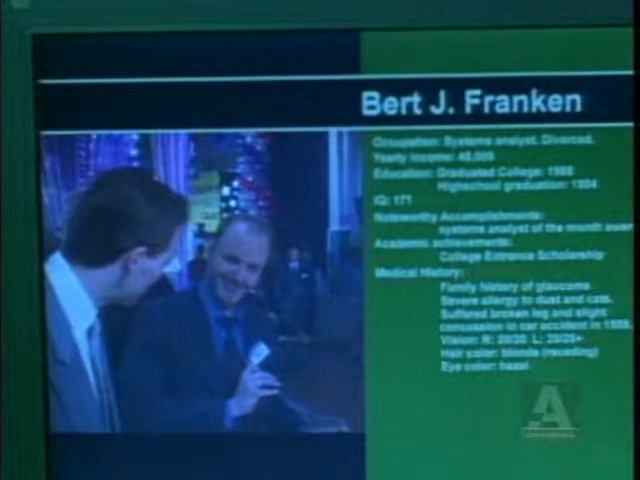 Bert J. Franken
Occupation: Systems analyst. Divorced.
Yearly income: 48,000
Education: Graduated College: 1988
Highschool graduation: 1984
IQ: 171
Noteworthy Accomplishments:
systems analyst of the month
Academic achievements:
College Entrance Scholarship
Medical History:
Family history of glaucoma
Severe allergy to dust and cats.
Suffered broken leg and slight
concussion in car accident in
Vision: R: 20/20 L:
Hair color: blonde (receding)
Eye color: hazel
A
CHANNEL